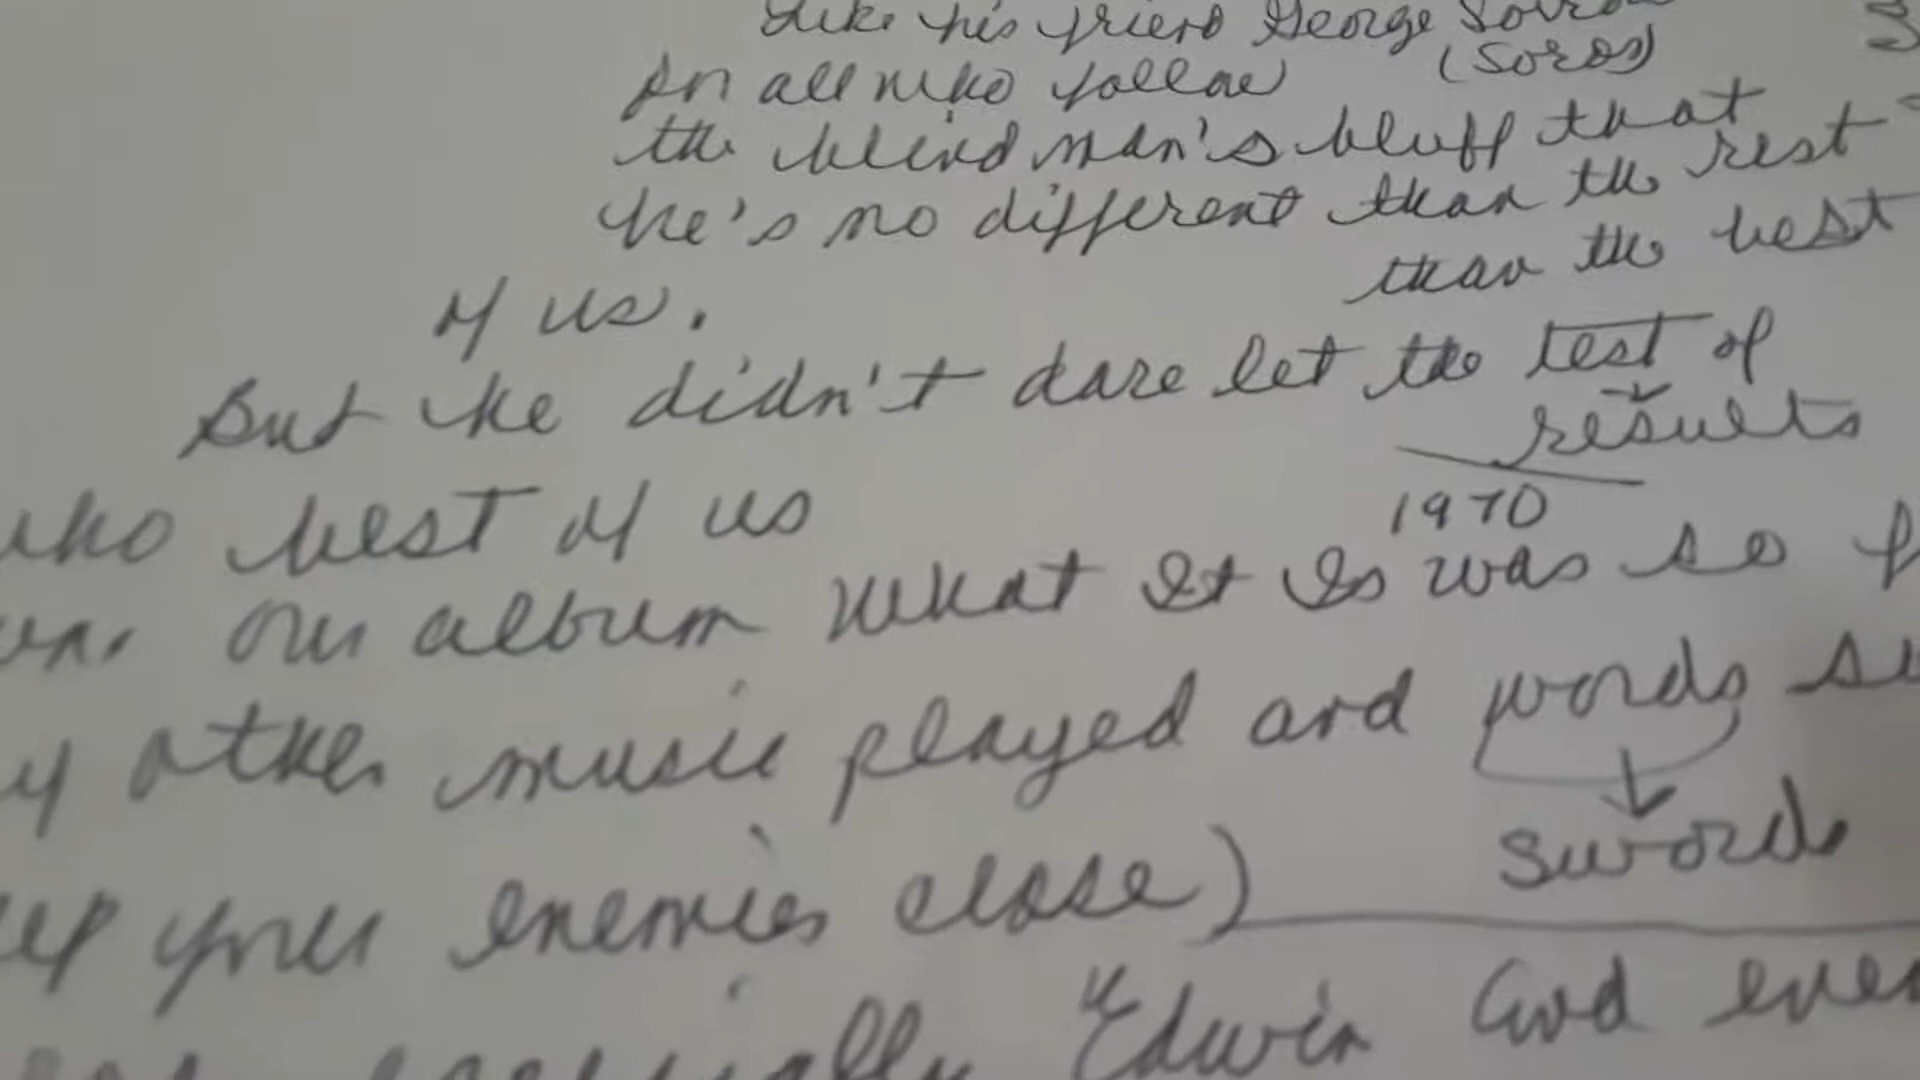 Like his friend George
(Soros)
all who follow
the blind man's bluff that
he's no different than the rest
than the best
of us.
But he didn't dare let the test of
results
who best of us
1970
our album What It Is was so
other music played and words
swords
your enemies close)
especially "Edwin God